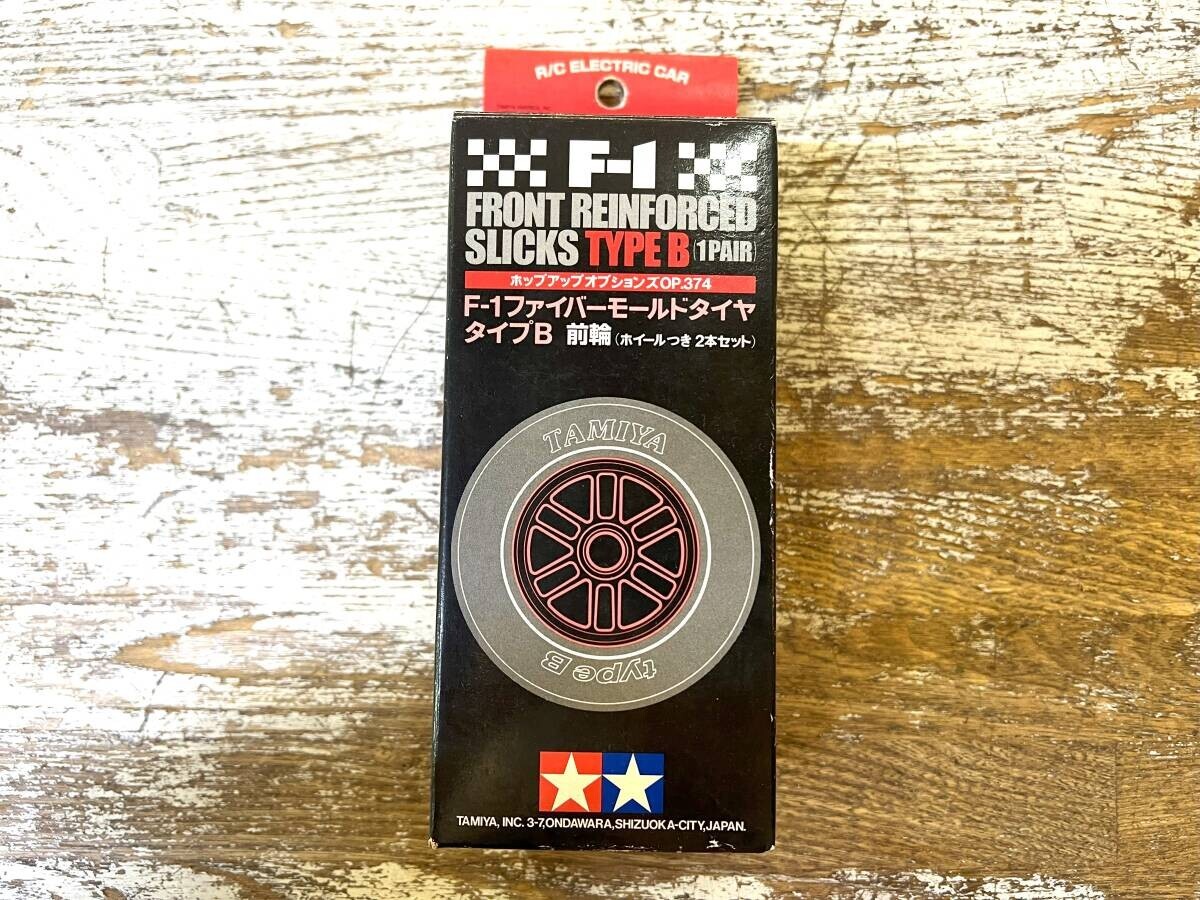 R/C ELECTRIC CAR
F-1
FRONT REINFORCED
SLICKS TYPE B (1PAIR)
ホップアップオプションズOP.374
F-1ファイバーモールドタイヤ
タイプB 前輪(ホイールつき2本セット)
TAMIYA
type B
TAMIYA, INC. 3-7,ONDAWARA,SHIZUOKA-CITY,JAPAN.